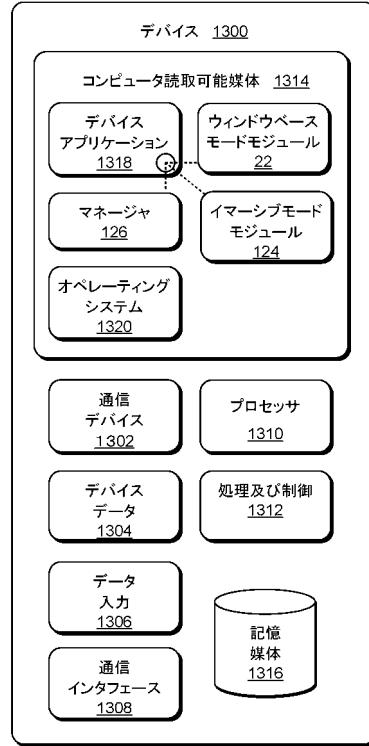 デバイス 1300
コンピュータ読取可能媒体 1314
デバイス
アプリケーション
1318
ウィンドウベース
モードモジュール
22
マネージャ
126
イマーシブモード
モジュール
124
オペレーティング
システム
1320
通信
デバイス
1302
プロセッサ
1310
デバイス
データ
1304
処理及び制御
1312
データ
入力
1306
記憶
媒体
1316
通信
インタフェース
1308